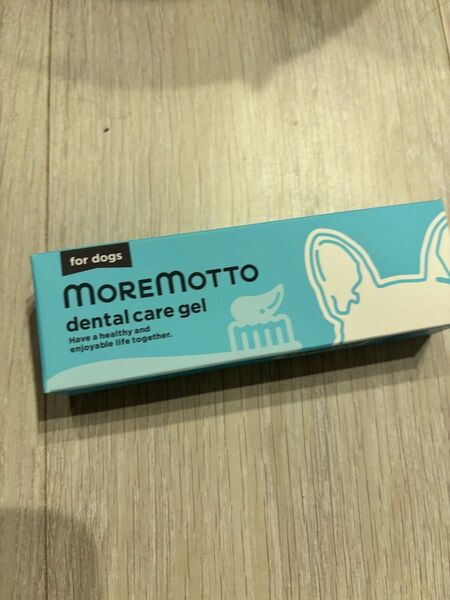 for dogs
MOREMOTTO
dental care gel
Have a healthy and
enjoyable life together.